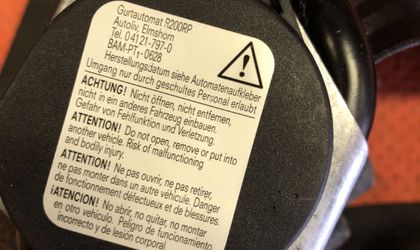 Gurtautomat R200RP
Autoliv, Elmshorn
Tel. 04121-797-0
BAM-PT₁-0628
Herstellungsdatum siehe Automatenaufkleber
Umgang nur durch geschultes Personal erlaubt
ACHTUNG! Nicht öffnen, nicht entfernen,
nicht in ein anderes Fahrzeug einbauen.
Gefahr von Fehlfunktion und Verletzung.
ATTENTION! Do not open, remove or put into
another vehicle. Risk of malfunctioning
and bodily injury.
ATTENTION! Ne pas ouvrir, ne pas retirer,
ne pas monter dans un autre véhicule. Danger
de fonctionnement défectueux et de blessures.
¡ATENCION! No abrir, no quitar, no montar
en otro vehículo. Peligro de funcionamiento
incorrecto y de lesión corporal